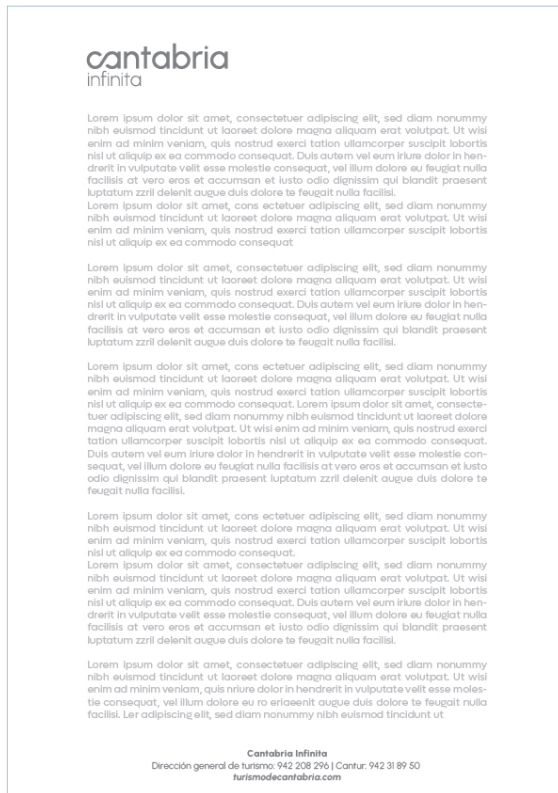 cantabria
infinita
Lorem ipsum dolor sit amet, consectetuer adipiscing elit, sed diam nonummy
nibh euismod tincidunt ut laoreet dolore magna aliquam erat volutpat. Ut wisi
enim ad minim veniam, quis nostrud exerci tation ullamcorper suscipit lobortis
nisl ut aliquip ex ea commodo consequat. Duis autem vel eum iriure dolor in hen-
drerit in vulputate velit esse molestie consequat, vel illum dolore eu feugiat nulla
facilisis at vero eros et accumsan et iusto odio dignissim qui blandit praesent
luptatum zzril delenit augue duis dolore te feugait nulla facilisi.
Lorem ipsum dolor sit amet, cons ectetuer adipiscing elit, sed diam nonummy
nibh euismod tincidunt ut laoreet dolore magna aliquam erat volutpat. Ut wisi
enim ad minim veniam, quis nostrud exerci tation ullamcorper suscipit lobortis
nisl ut aliquip ex ea commodo consequat
Lorem ipsum dolor sit amet, consectetuer adipiscing elit, sed diam nonummy
nibh euismod tincidunt ut laoreet dolore magna aliquam erat volutpat. Ut wisi
enim ad minim veniam, quis nostrud exerci tation ullamcorper suscipit lobortis
nisl ut aliquip ex ea commodo consequat. Duis autem vel eum iriure dolor in hen-
drerit in vulputate velit esse molestie consequat, vel illum dolore eu feugiat nulla
facilisis at vero eros et accumsan et iusto odio dignissim qui blandit praesent
luptatum zzril delenit augue duis dolore te feugait nulla facilisi.
Lorem ipsum dolor sit amet, cons ectetuer adipiscing elit, sed diam nonummy
nibh euismod tincidunt ut laoreet dolore magna aliquam erat volutpat. Ut wisi
enim ad minim veniam, quis nostrud exerci tation ullamcorper suscipit lobortis
nisl ut aliquip ex ea commodo consequat. Lorem ipsum dolor sit amet, consecte-
tuer adipiscing elit, sed diam nonummy nibh euismod tincidunt ut laoreet dolore
magna aliquam erat volutpat. Ut wisi enim ad minim veniam, quis nostrud exerci
tation ullamcorper suscipit lobortis nisl ut aliquip ex ea commodo consequat.
Duis autem vel eum iriure dolor in hendrerit in vulputate velit esse molestie con-
sequat, vel illum dolore eu feugiat nulla facilisis at vero eros et accumsan et iusto
odio dignissim qui blandit praesent luptatum zzril delenit augue duis dolore te
feugait nulla facilisi.
Lorem ipsum dolor sit amet, cons ectetuer adipiscing elit, sed diam nonummy
nibh euismod tincidunt ut laoreet dolore magna aliquam erat volutpat. Ut wisi
enim ad minim veniam, quis nostrud exerci tation ullamcorper suscipit lobortis
nisl ut aliquip ex ea commodo consequat.
Lorem ipsum dolor sit amet, consectetuer adipiscing elit, sed diam nonummy
nibh euismod tincidunt ut laoreet dolore magna aliquam erat volutpat. Ut wisi
enim ad minim veniam, quis nostrud exerci tation ullamcorper suscipit lobortis
nisl ut aliquip ex ea commodo consequat. Duis autem vel eum iriure dolor in hen-
drerit in vulputate velit esse molestie consequat, vel illum dolore eu feugiat nulla
facilisis at vero eros et accumsan et iusto odio dignissim qui blandit praesent
luptatum zzril delenit augue duis dolore te feugait nulla facilisi.
Lorem ipsum dolor sit amet, consectetuer adipiscing elit, sed diam nonummy
nibh euismod tincidunt ut laoreet dolore magna aliquam erat volutpat. Ut wisi
enim ad minim veniam, quis nriure dolor in hendrerit in vulputate velit esse moles-
tie consequat, vel illum dolore eu ro eriaeenit augue duis dolore te feugait nulla
facilisi. Ler adipiscing elit, sed diam nonummy nibh euismod tincidunt ut
Cantabria Infinita
Dirección general de turismo: 942 208 296 | Cantur: 942 31 89 50
turismodecantabria.com